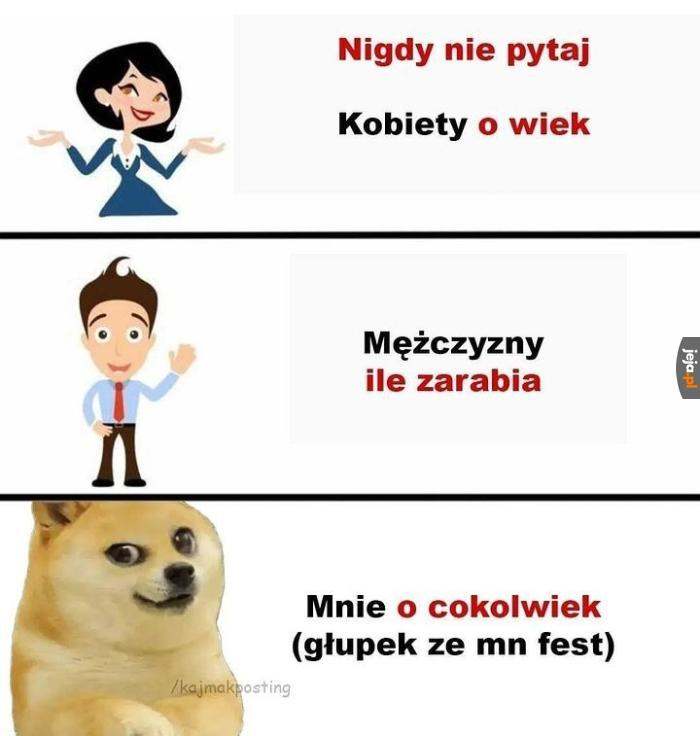 Nigdy nie pytaj
Kobiety o wiek
Mężczyzny
ile zarabia
jeja.pl
Mnie o cokolwiek
(głupek ze mn fest)
/kajmakposting